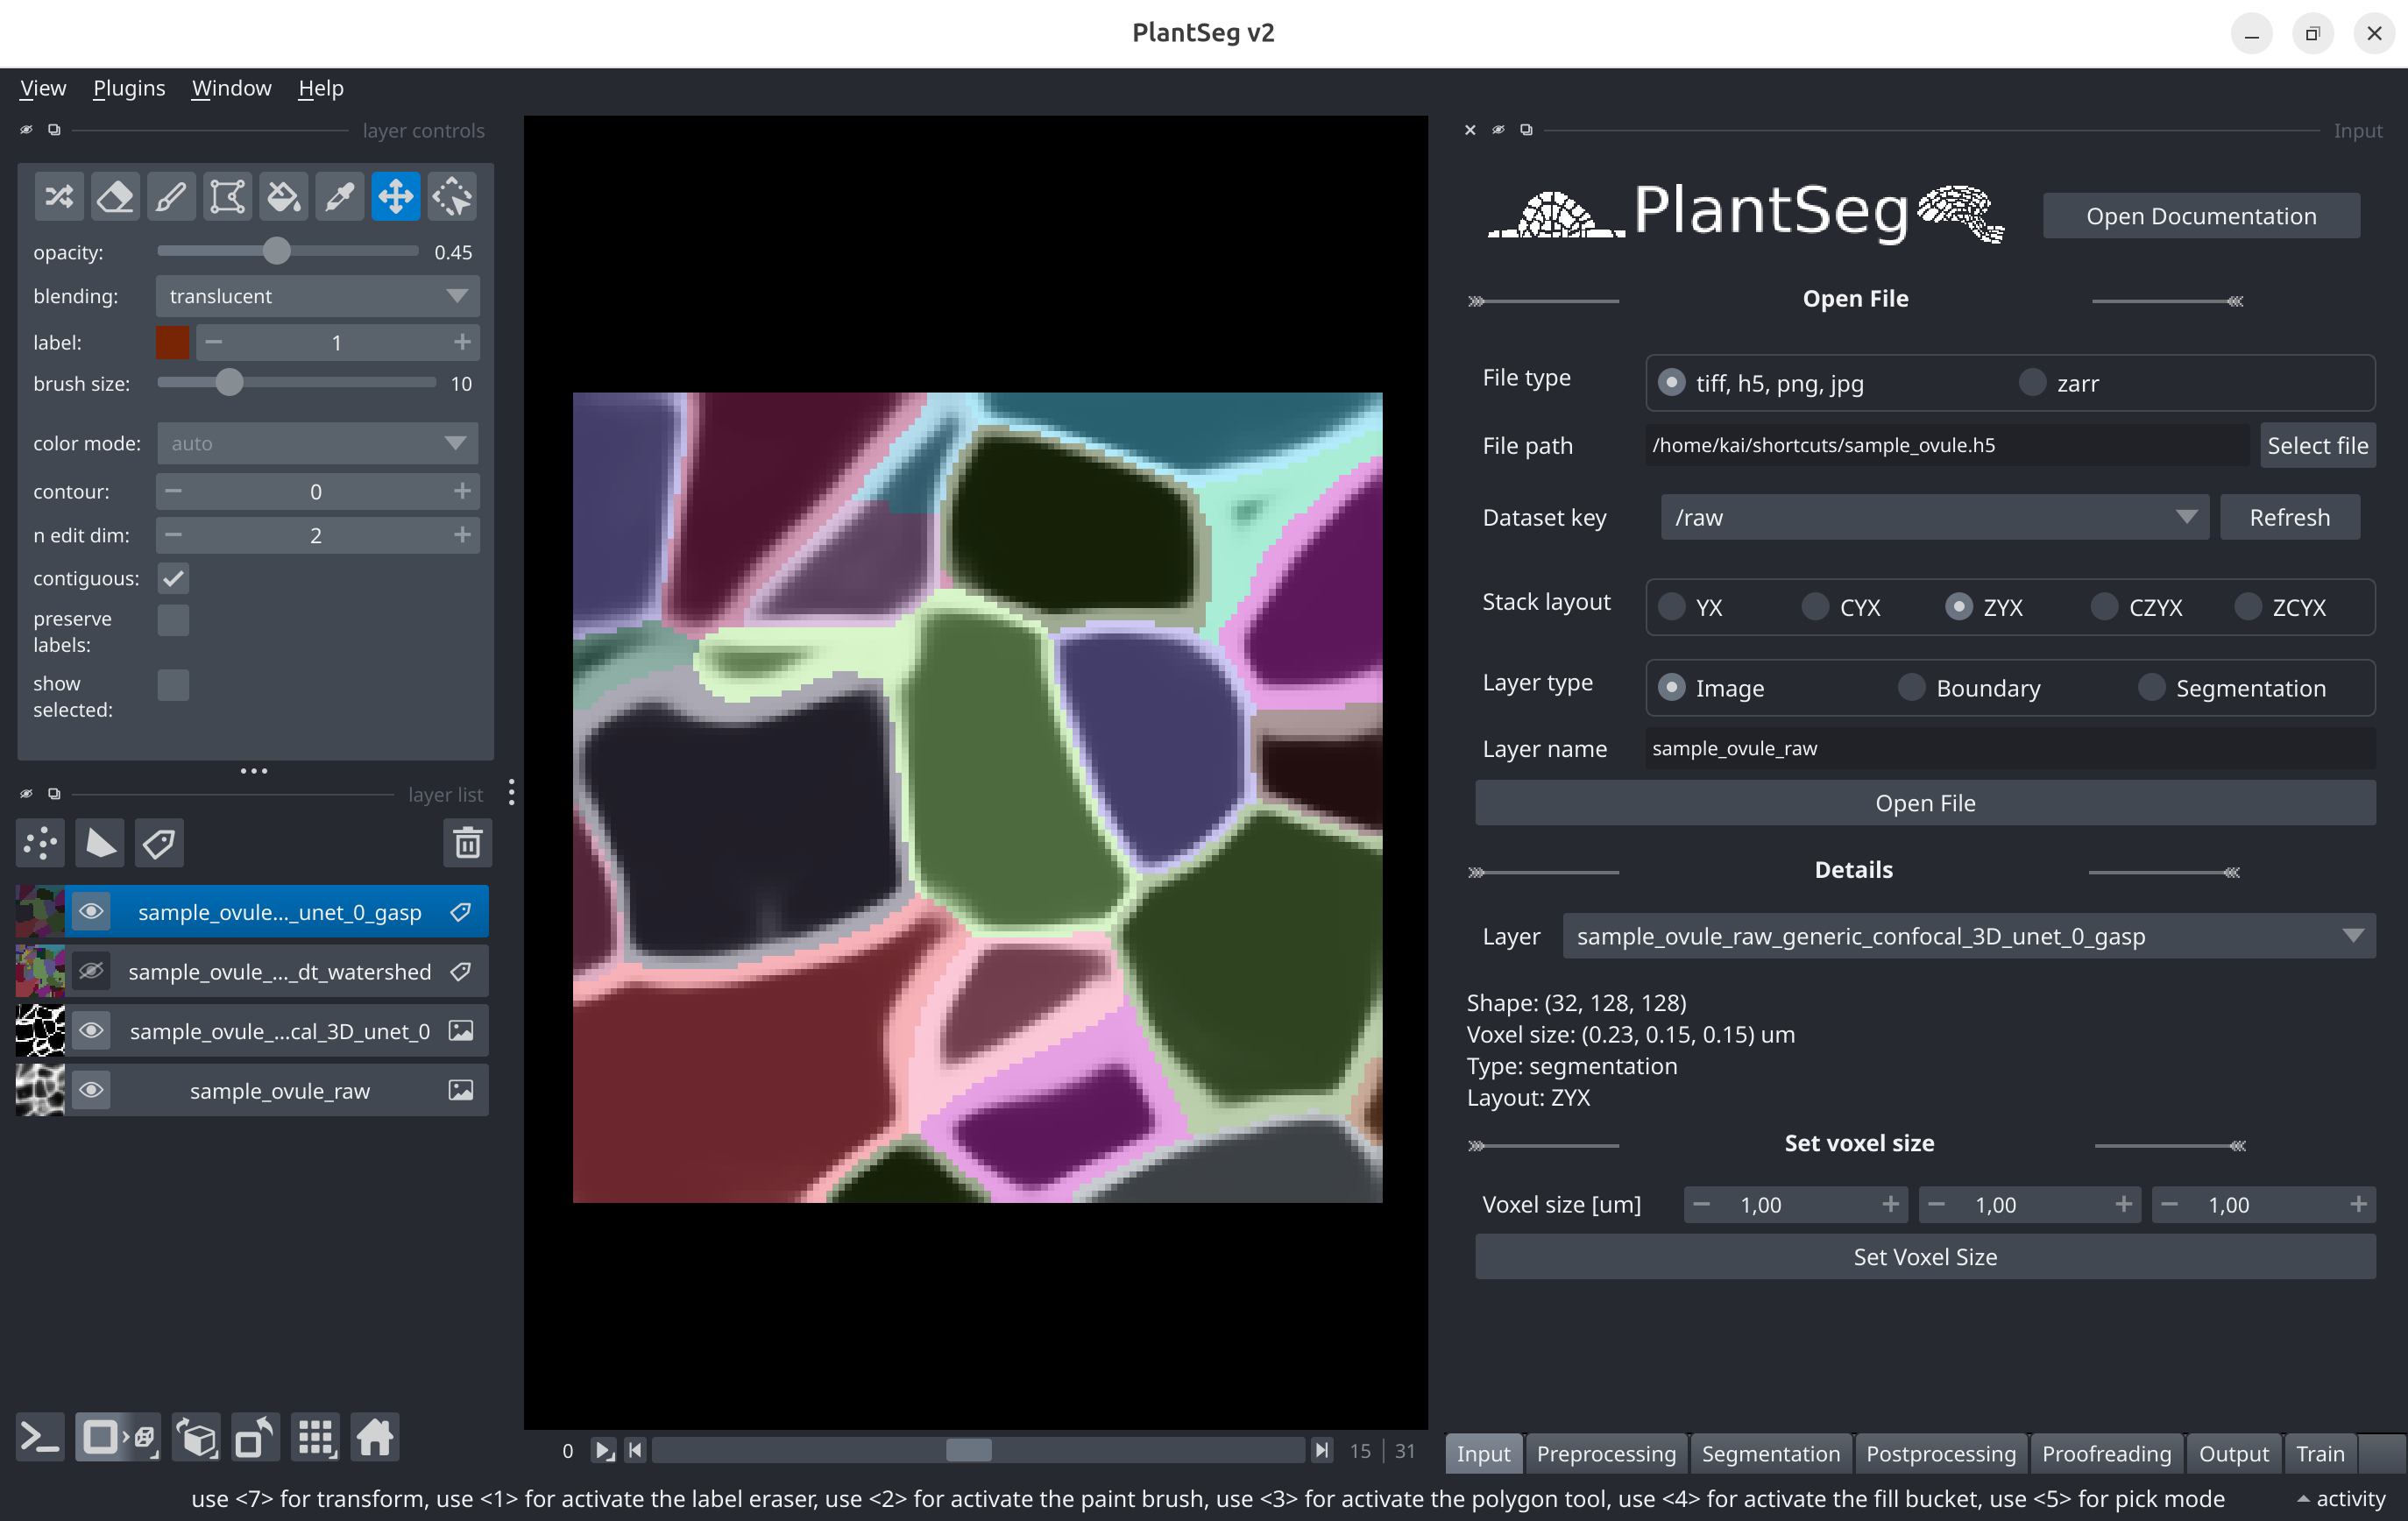 PlantSeg v2
View Plugins Window Help
layer controls
opacity: 0.45
blending: translucent
label: 1
brush size: 10
color mode: auto
contour: 0
n edit dim: 2
contiguous:
preserve
labels:
show
selected:
layer list
sample_ovule..._unet_0_gasp
sample_ovule_..._dt_watershed
sample_ovule_...cal_3D_unet_0
sample_ovule_raw
0 15 31
Input
PlantSeg
Open Documentation
Open File
File type tiff, h5, png, jpg zarr
File path /home/kai/shortcuts/sample_ovule.h5 Select file
Dataset key /raw Refresh
Stack layout YX CYX ZYX CZYX ZCYX
Layer type Image Boundary Segmentation
Layer name sample_ovule_raw
Open File
Details
Layer sample_ovule_raw_generic_confocal_3D_unet_0_gasp
Shape: (32, 128, 128)
Voxel size: (0.23, 0.15, 0.15) um
Type: segmentation
Layout: ZYX
Set voxel size
Voxel size [um] 1,00 1,00 1,00
Set Voxel Size
Input Preprocessing Segmentation Postprocessing Proofreading Output Train
use <7> for transform, use <1> for activate the label eraser, use <2> for activate the paint brush, use <3> for activate the polygon tool, use <4> for activate the fill bucket, use <5> for pick mode
activity